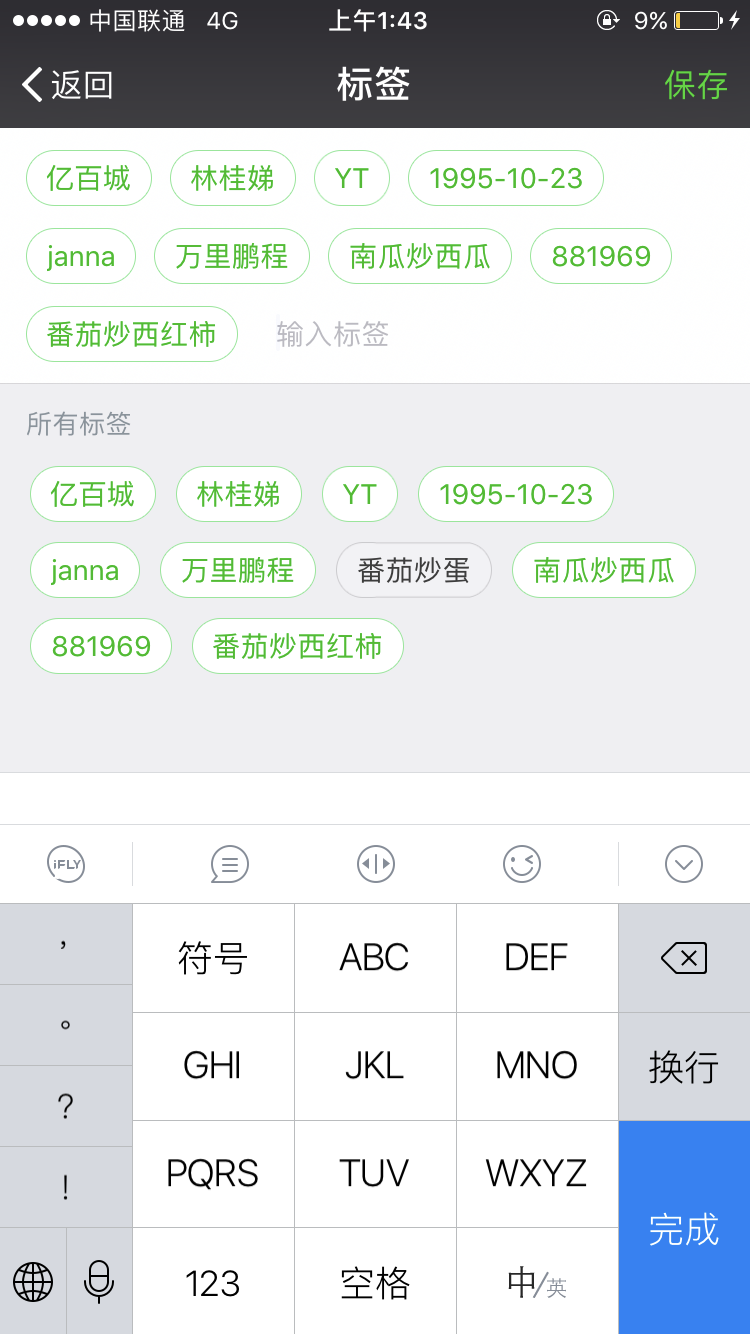 中国联通 4G 上午1:43 9%
返回 标签 保存
亿百城 林桂娣 YT 1995-10-23
janna 万里鹏程 南瓜炒西瓜 881969
番茄炒西红柿 输入标签
所有标签
亿百城 林桂娣 YT 1995-10-23
janna 万里鹏程 番茄炒蛋 南瓜炒西瓜
881969 番茄炒西红柿
iFLY
， 符号 ABC DEF
。 GHI JKL MNO 换行
? PQRS TUV WXYZ
! 完成
123 空格 中/英